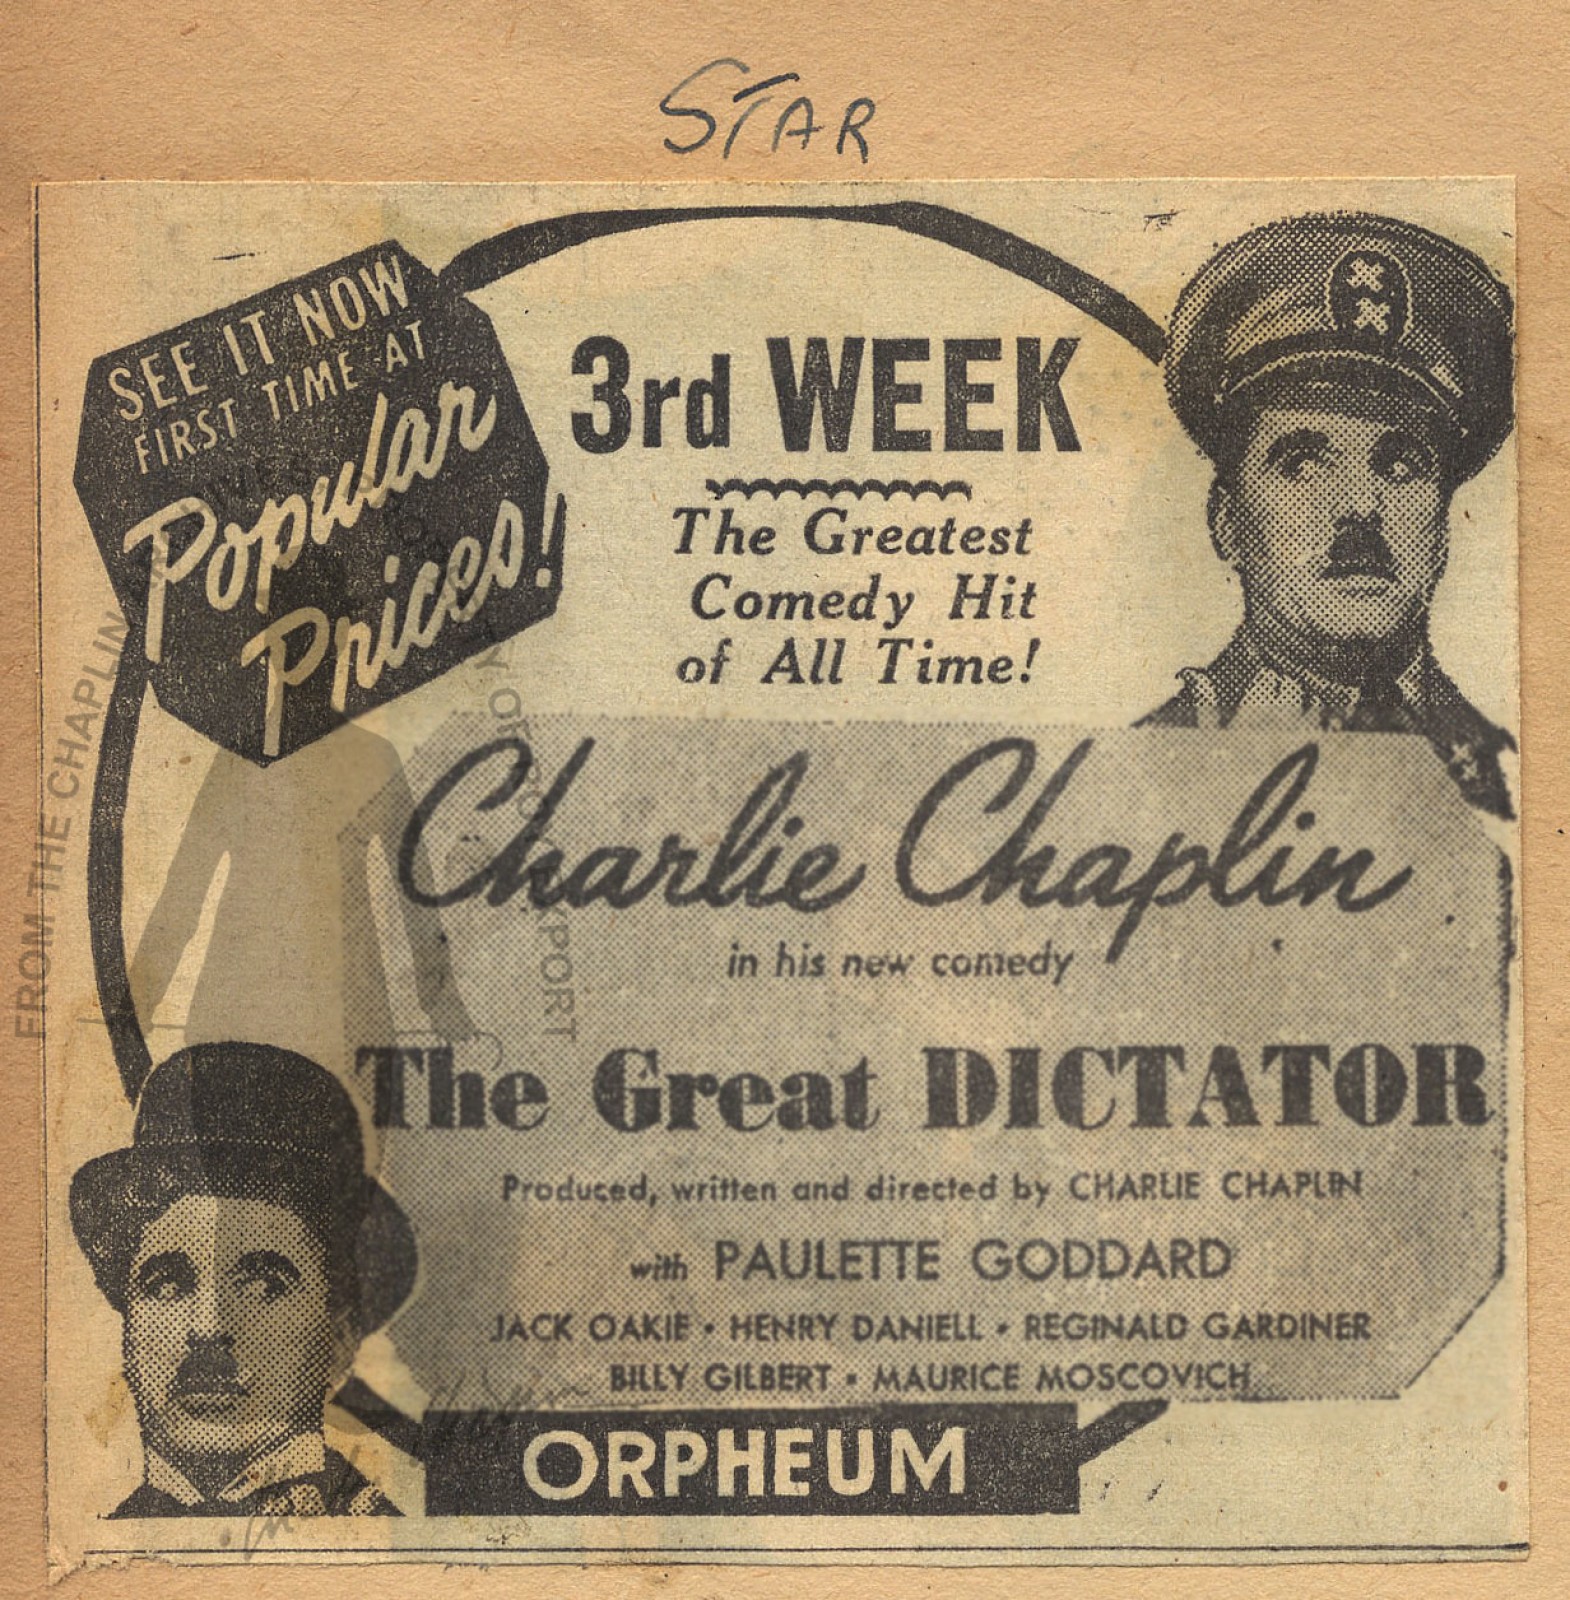 STAR
SEE IT NOW
FIRST TIME AT
Popular
Prices!
3rd WEEK
The Greatest
Comedy Hit
of All Time!
Charlie Chaplin
in his new comedy
The Great DICTATOR
Produced, written and directed by CHARLIE CHAPLIN
with PAULETTE GODDARD
JACK OAKIE • HENRY DANIELL • REGINALD GARDINER
BILLY GILBERT • MAURICE MOSCOVICH
ORPHEUM
FROM THE CHAPLIN